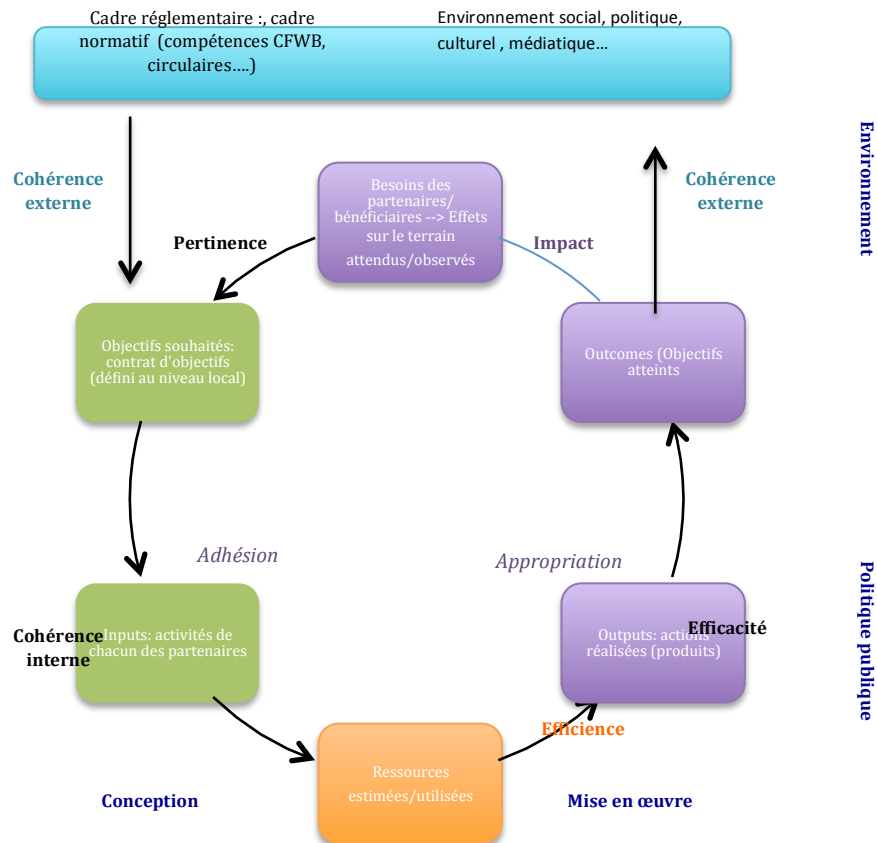 Cadre réglementaire :, cadre
normatif (compétences CFWB,
circulaires….)
Environnement social, politique,
culturel , médiatique…
Environnement
Cohérence
externe
Besoins des
partenaires/
bénéficiaires --> Effets
sur le terrain
attendus/observés
Cohérence
externe
Pertinence
Impact
Objectifs souhaités:
contrat d'objectifs
(défini au niveau local)
Outcomes (Objectifs
atteints
Adhésion
Appropriation
Politique publique
Cohérence
interne
Inputs: activités de
chacun des partenaires
Outputs: actions
réalisées (produits)
Efficacité
Efficience
Ressources
estimées/utilisées
Conception
Mise en œuvre